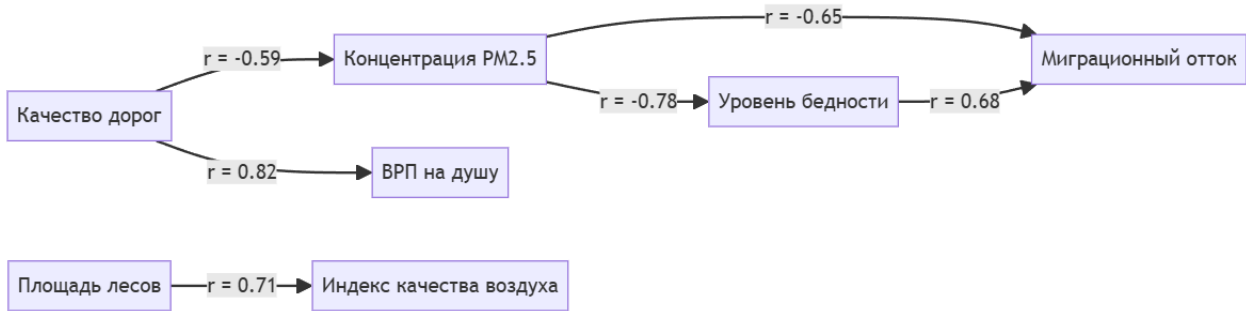 r = -0.65
Концентрация PM2.5
Миграционный отток
r = -0.59
r = -0.78
Уровень бедности
r = 0.68
Качество дорог
r = 0.82
ВРП на душу
Площадь лесов
r = 0.71
Индекс качества воздуха